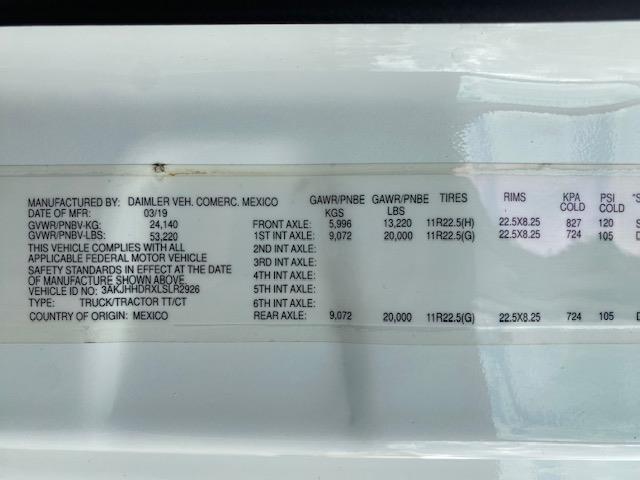 MANUFACTURED BY: DAIMLER VEH. COMERC. MEXICO GAWR/PNBE GAWR/PNBE TIRES RIMS KPA PSI "S
DATE OF MFR: 03/19 KGS LBS COLD COLD
GVWR/PNBV-KG: 24,140 FRONT AXLE: 5,996 13,220 11R22.5(H) 22.5X8.25 827 120 S
GVWR/PNBV-LBS: 53,220 1ST INT AXLE: 9,072 20,000 11R22.5(G) 22.5X8.25 724 105 D
THIS VEHICLE COMPLIES WITH ALL 2ND INT AXLE:
APPLICABLE FEDERAL MOTOR VEHICLE 3RD INT AXLE:
SAFETY STANDARDS IN EFFECT AT THE DATE 4TH INT AXLE:
OF MANUFACTURE SHOWN ABOVE.
VEHICLE ID NO: 3AKJHHDRXLSLR2926 5TH INT AXLE:
TYPE: TRUCK/TRACTOR TT/CT 6TH INT AXLE:
COUNTRY OF ORIGIN: MEXICO REAR AXLE: 9,072 20,000 11R22.5(G) 22.5X8.25 724 105 D